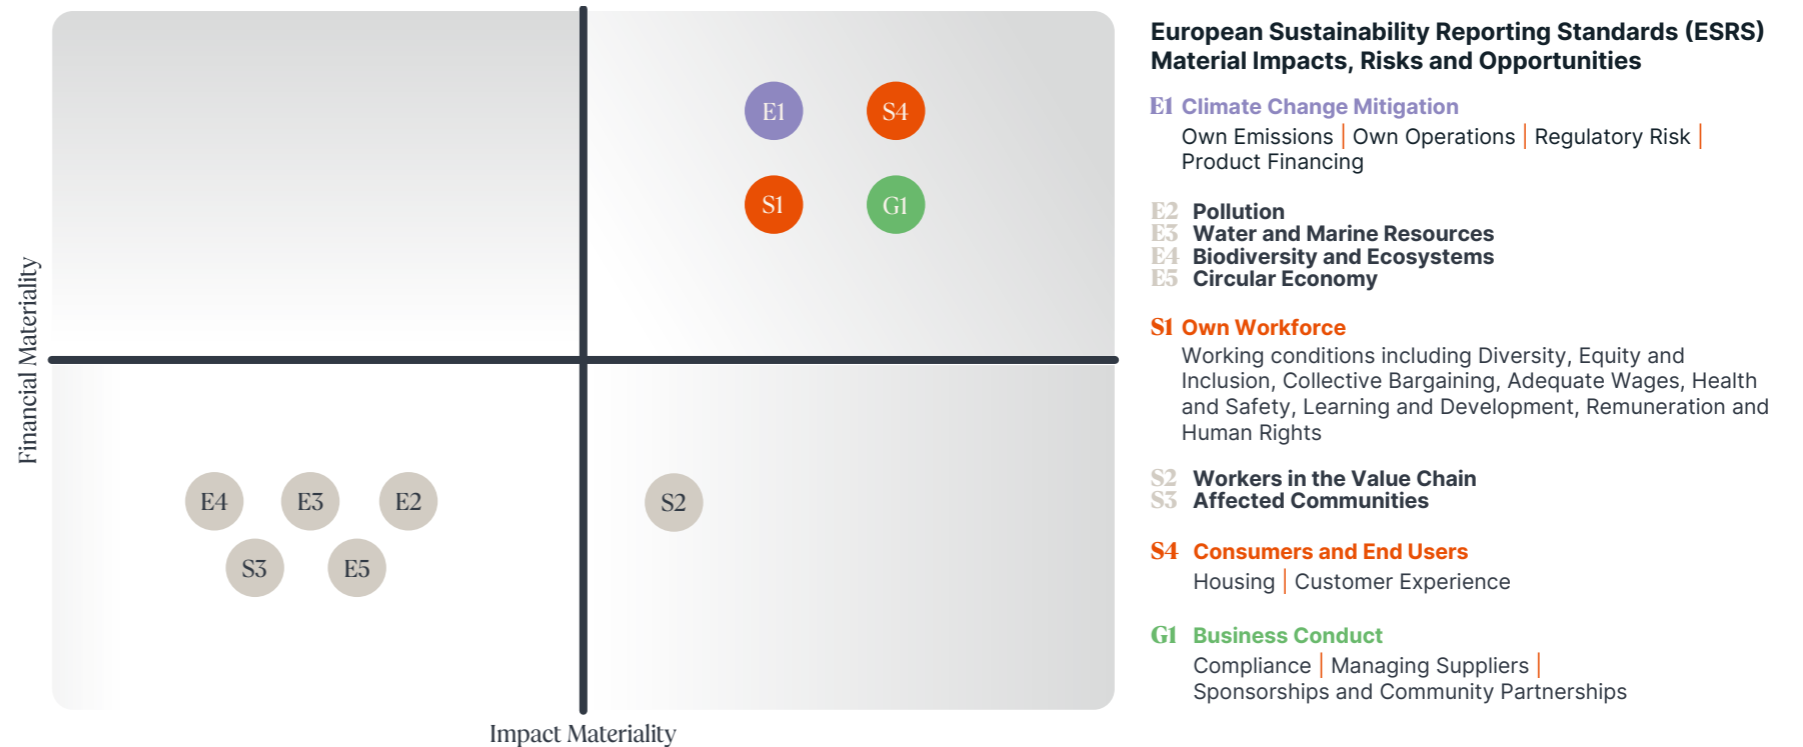 Financial Materiality
E1
S4
S1
G1
E4
E3
E2
S2
S3
E5
Impact Materiality
European Sustainability Reporting Standards (ESRS)
Material Impacts, Risks and Opportunities
E1 Climate Change Mitigation
Own Emissions | Own Operations | Regulatory Risk |
Product Financing
E2 Pollution
E3 Water and Marine Resources
E4 Biodiversity and Ecosystems
E5 Circular Economy
S1 Own Workforce
Working conditions including Diversity, Equity and
Inclusion, Collective Bargaining, Adequate Wages, Health
and Safety, Learning and Development, Remuneration and
Human Rights
S2 Workers in the Value Chain
S3 Affected Communities
S4 Consumers and End Users
Housing | Customer Experience
G1 Business Conduct
Compliance | Managing Suppliers |
Sponsorships and Community Partnerships